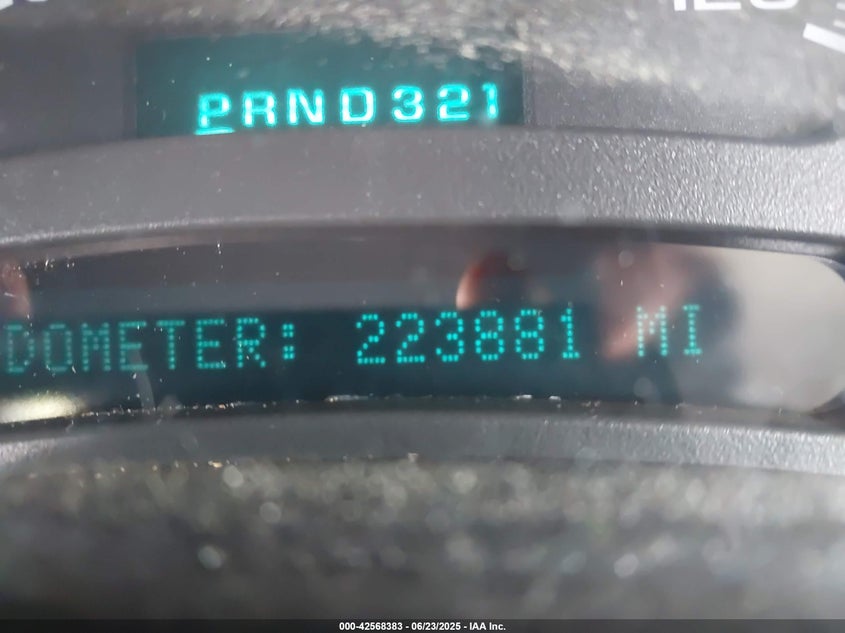 PRND321
DOMETER: 223881 MI
000-42568383 - 06/23/2025 - IAA Inc.